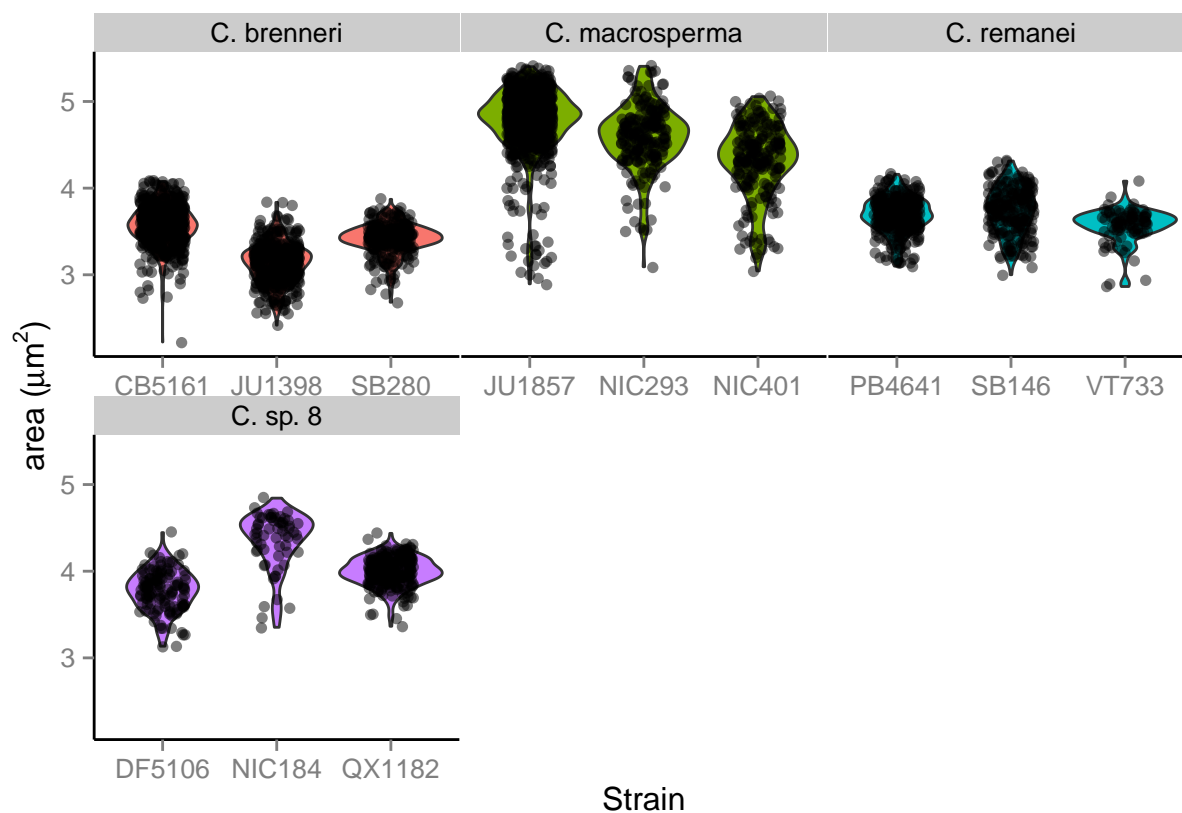 C. brenneri C. macrosperma C. remanei
5
4
3
CB5161 JU1398 SB280 JU1857 NIC293 NIC401 PB4641 SB146 VT733
area (μm²)
C. sp. 8
5
4
3
DF5106 NIC184 QX1182
Strain